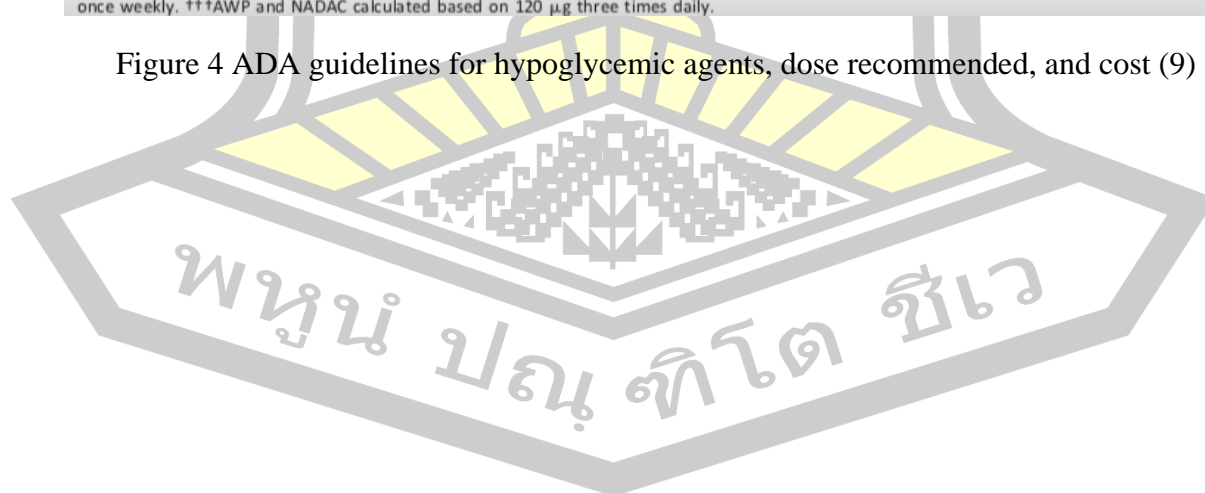 once weekly. †††AWP and NADAC calculated based on 120 μg three times daily.
Figure 4 ADA guidelines for hypoglycemic agents, dose recommended, and cost (9)
พหูนํ ปณฺฑิโต ชีเว